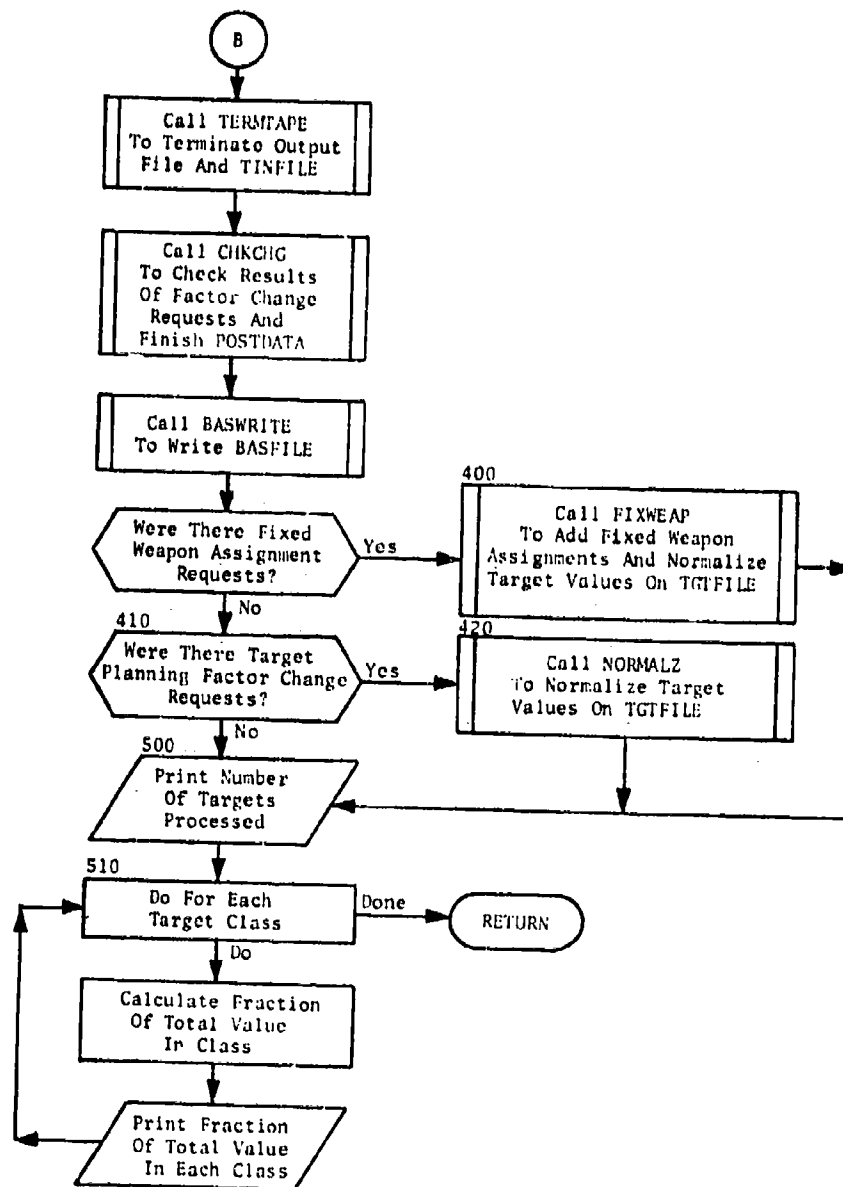 B
Call TERMTAPE
To Terminate Output
File And TINFILE
Call CHKCHG
To Check Results
Of Factor Change
Requests And
Finish POSTDATA
Call BASWRITE
To Write BASFILE
Were There Fixed
Weapon Assignment
Requests?
Yes
No
400
Call FIXWEAP
To Add Fixed Weapon
Assignments And Normalize
Target Values On TGTFILE
410
Were There Target
Planning Factor Change
Requests?
Yes
No
420
Call NORMALZ
To Normalize Target
Values On TGTFILE
500
Print Number
Of Targets
Processed
510
Do For Each
Target Class
Done
RETURN
Do
Calculate Fraction
Of Total Value
In Class
Print Fraction
Of Total Value
In Each Class